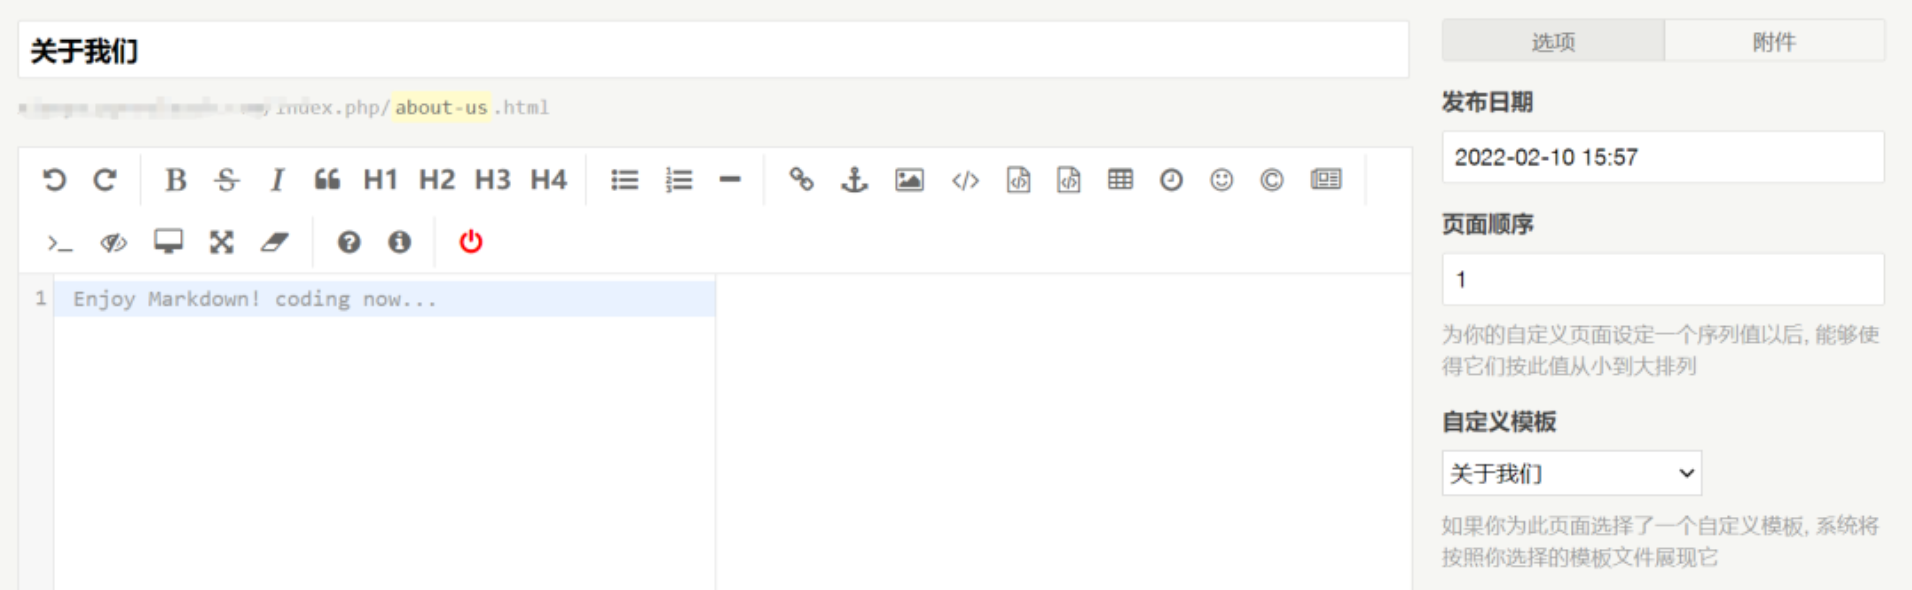 关于我们
/index.php/about-us.html
B S I H1 H2 H3 H4
1 Enjoy Markdown! coding now...
选项 附件
发布日期
2022-02-10 15:57
页面顺序
1
为你的自定义页面设定一个序列值以后, 能够使
得它们按此值从小到大排列
自定义模板
关于我们
如果你为此页面选择了一个自定义模板, 系统将
按照你选择的模板文件展现它